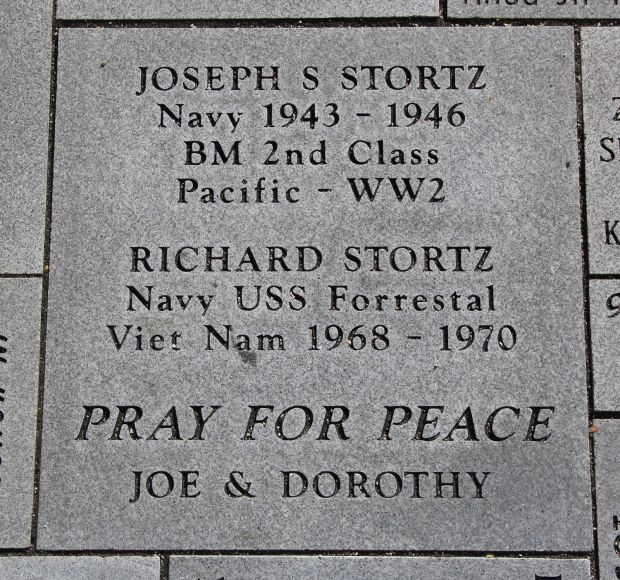 JOSEPH S STORTZ
Navy 1943 - 1946
BM 2nd Class
Pacific - WW2
RICHARD STORTZ
Navy USS Forrestal
Viet Nam 1968 - 1970
PRAY FOR PEACE
JOE & DOROTHY